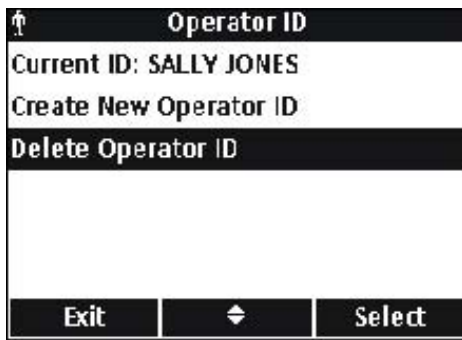 Operator ID
Current ID: SALLY JONES
Create New Operator ID
Delete Operator ID
Exit
Select